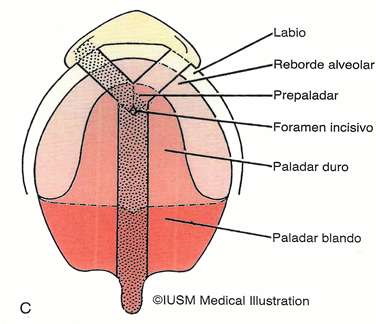 Labio
Reborde alveolar
Prepaladar
Foramen incisivo
Paladar duro
Paladar blando
C
©IUSM Medical Illustration